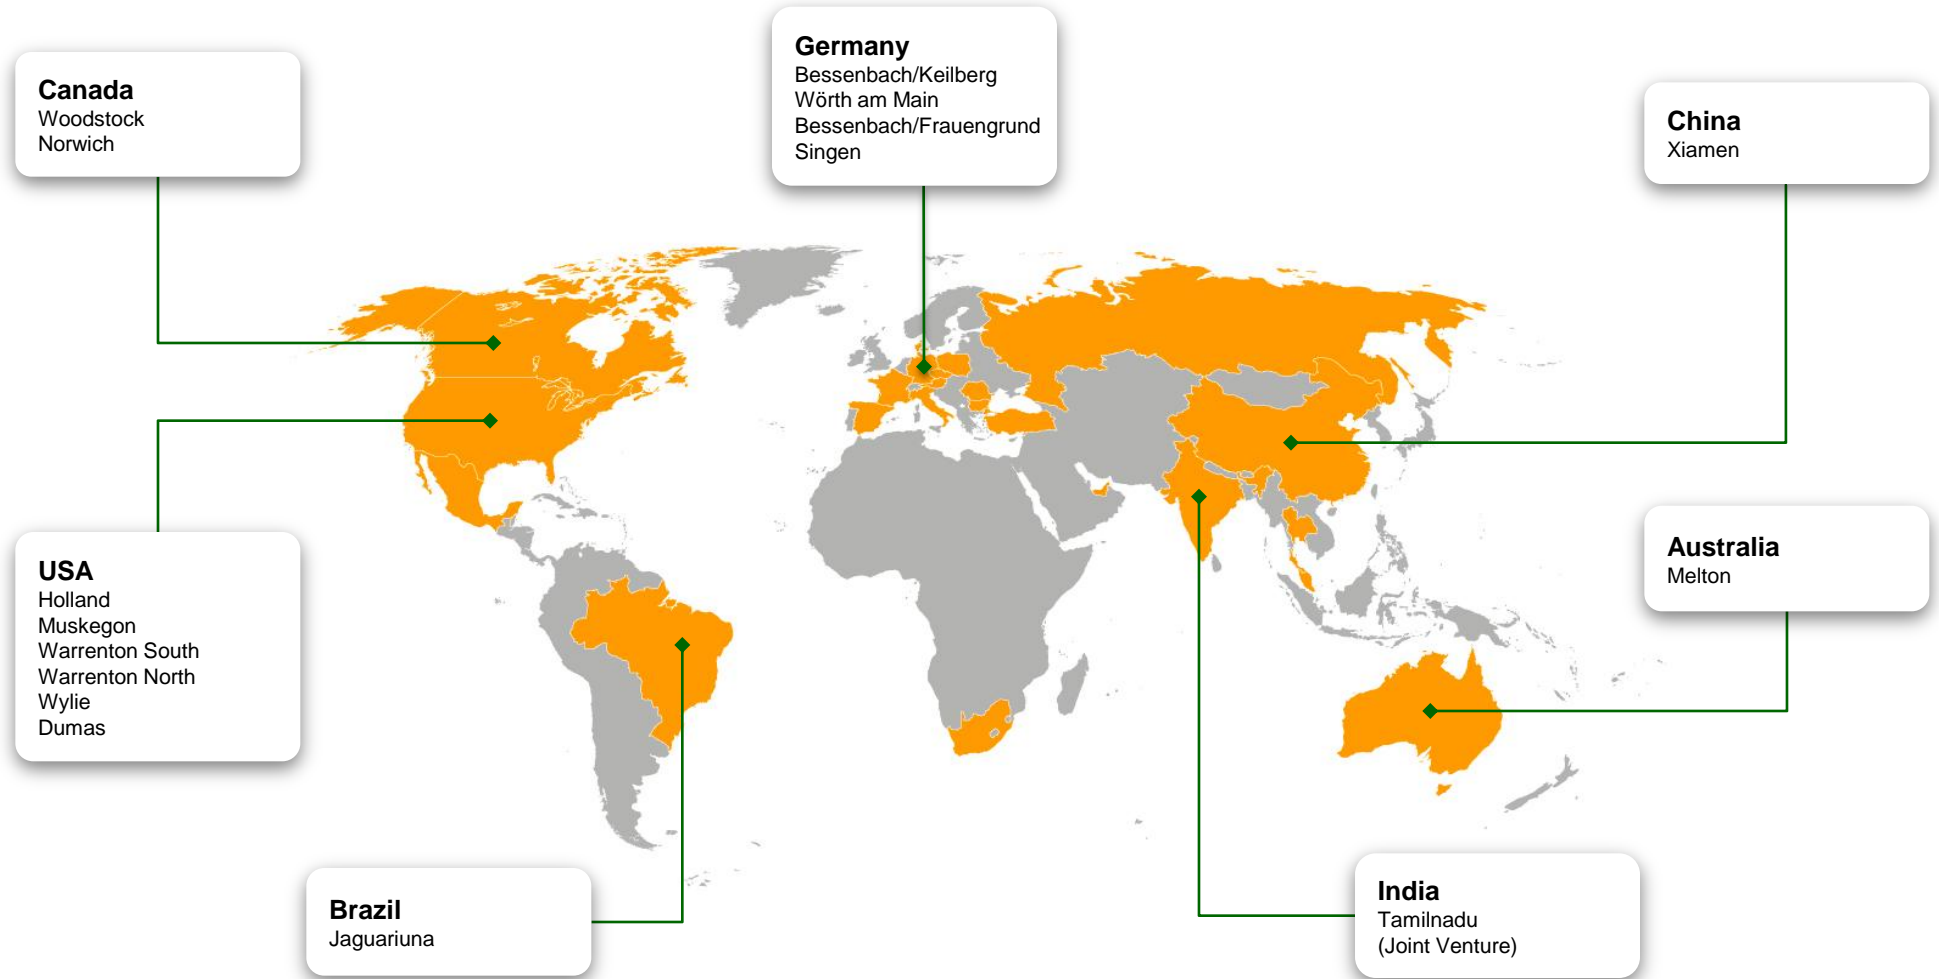 Canada
Woodstock
Norwich
Germany
Bessenbach/Keilberg
Wörth am Main
Bessenbach/Frauengrund
Singen
China
Xiamen
USA
Holland
Muskegon
Warrenton South
Warrenton North
Wylie
Dumas
Australia
Melton
Brazil
Jaguariuna
India
Tamilnadu
(Joint Venture)